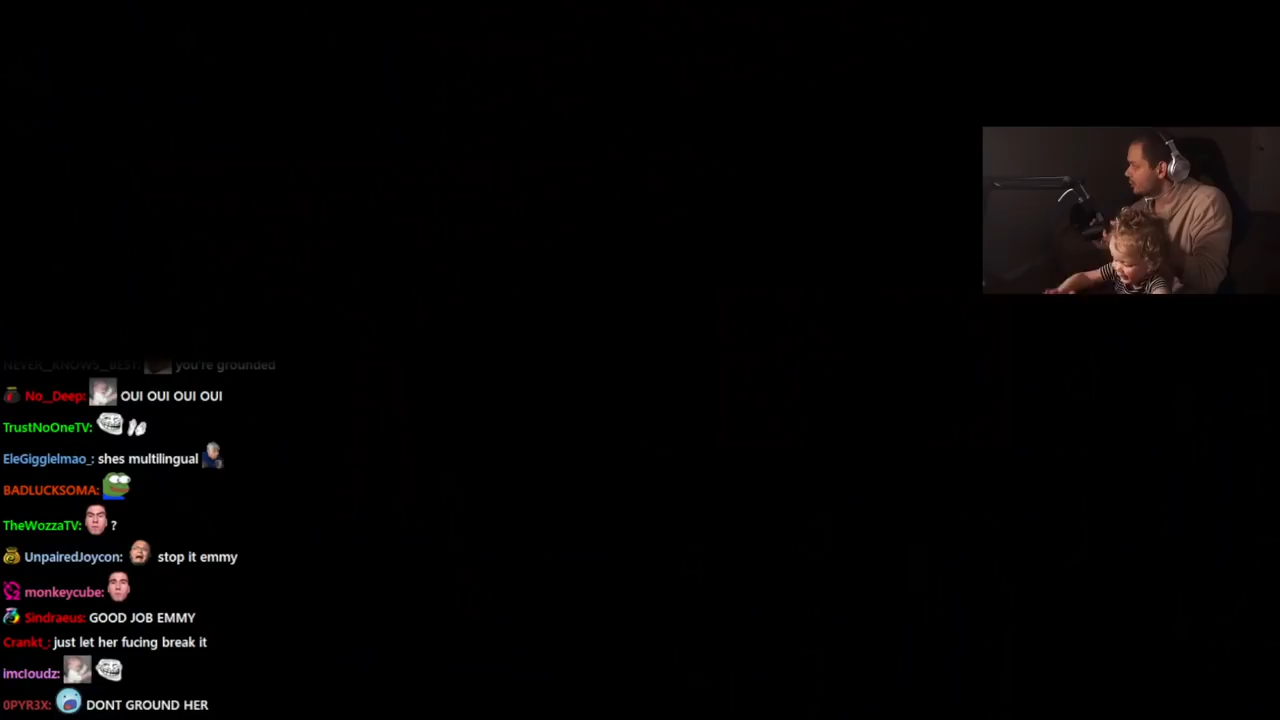 NEVER_KNOWS_BEST: you're grounded
No__Deep: OUI OUI OUI OUI
TrustNoOneTV:
EleGigglelmao_: shes multilingual
BADLUCKSOMA:
TheWozzaTV: ?
UnpairedJoycon: stop it emmy
monkeycube:
Sindraeus: GOOD JOB EMMY
Crankt_: just let her fucing break it
imcloudz:
0PYR3X: DONT GROUND HER